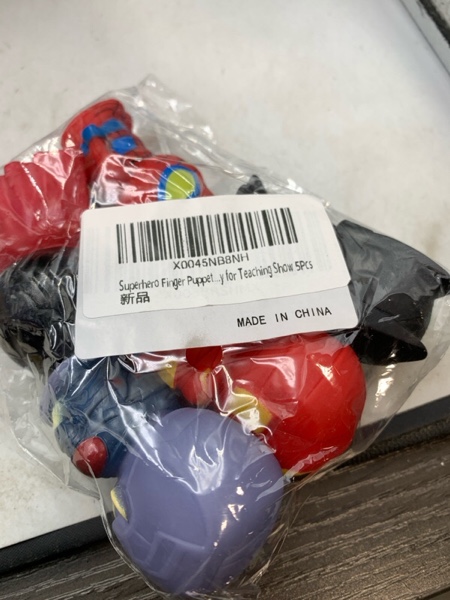 X0045NB8NH
Superhero Finger Puppet...y for Teaching Show 5Pcs
新品
MADE IN CHINA